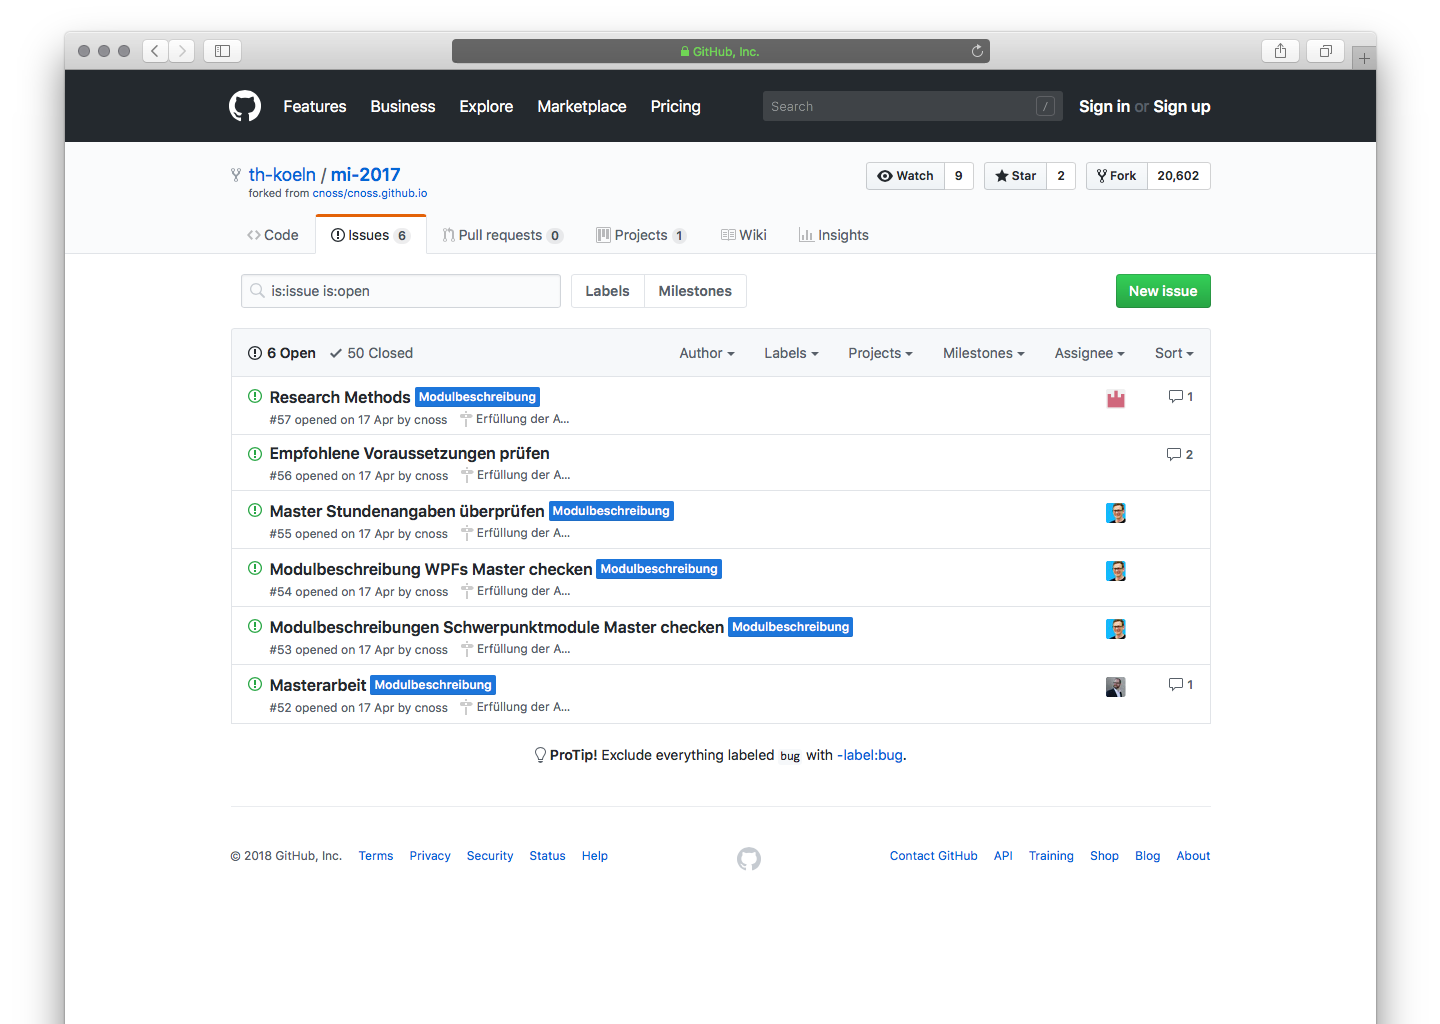 GitHub, Inc.
Features Business Explore Marketplace Pricing Search / Sign in or Sign up
th-koeln / mi-2017 Watch 9 Star 2 Fork 20,602
forked from cnoss/cnoss.github.io
Code Issues 6 Pull requests 0 Projects 1 Wiki Insights
is:issue is:open Labels Milestones New issue
6 Open 50 Closed Author Labels Projects Milestones Assignee Sort
Research Methods Modulbeschreibung 1
#57 opened on 17 Apr by cnoss Erfüllung der A...
Empfohlene Voraussetzungen prüfen 2
#56 opened on 17 Apr by cnoss Erfüllung der A...
Master Stundenangaben überprüfen Modulbeschreibung
#55 opened on 17 Apr by cnoss Erfüllung der A...
Modulbeschreibung WPFs Master checken Modulbeschreibung
#54 opened on 17 Apr by cnoss Erfüllung der A...
Modulbeschreibungen Schwerpunktmodule Master checken Modulbeschreibung
#53 opened on 17 Apr by cnoss Erfüllung der A...
Masterarbeit Modulbeschreibung 1
#52 opened on 17 Apr by cnoss Erfüllung der A...
ProTip! Exclude everything labeled bug with -label:bug.
© 2018 GitHub, Inc. Terms Privacy Security Status Help Contact GitHub API Training Shop Blog About